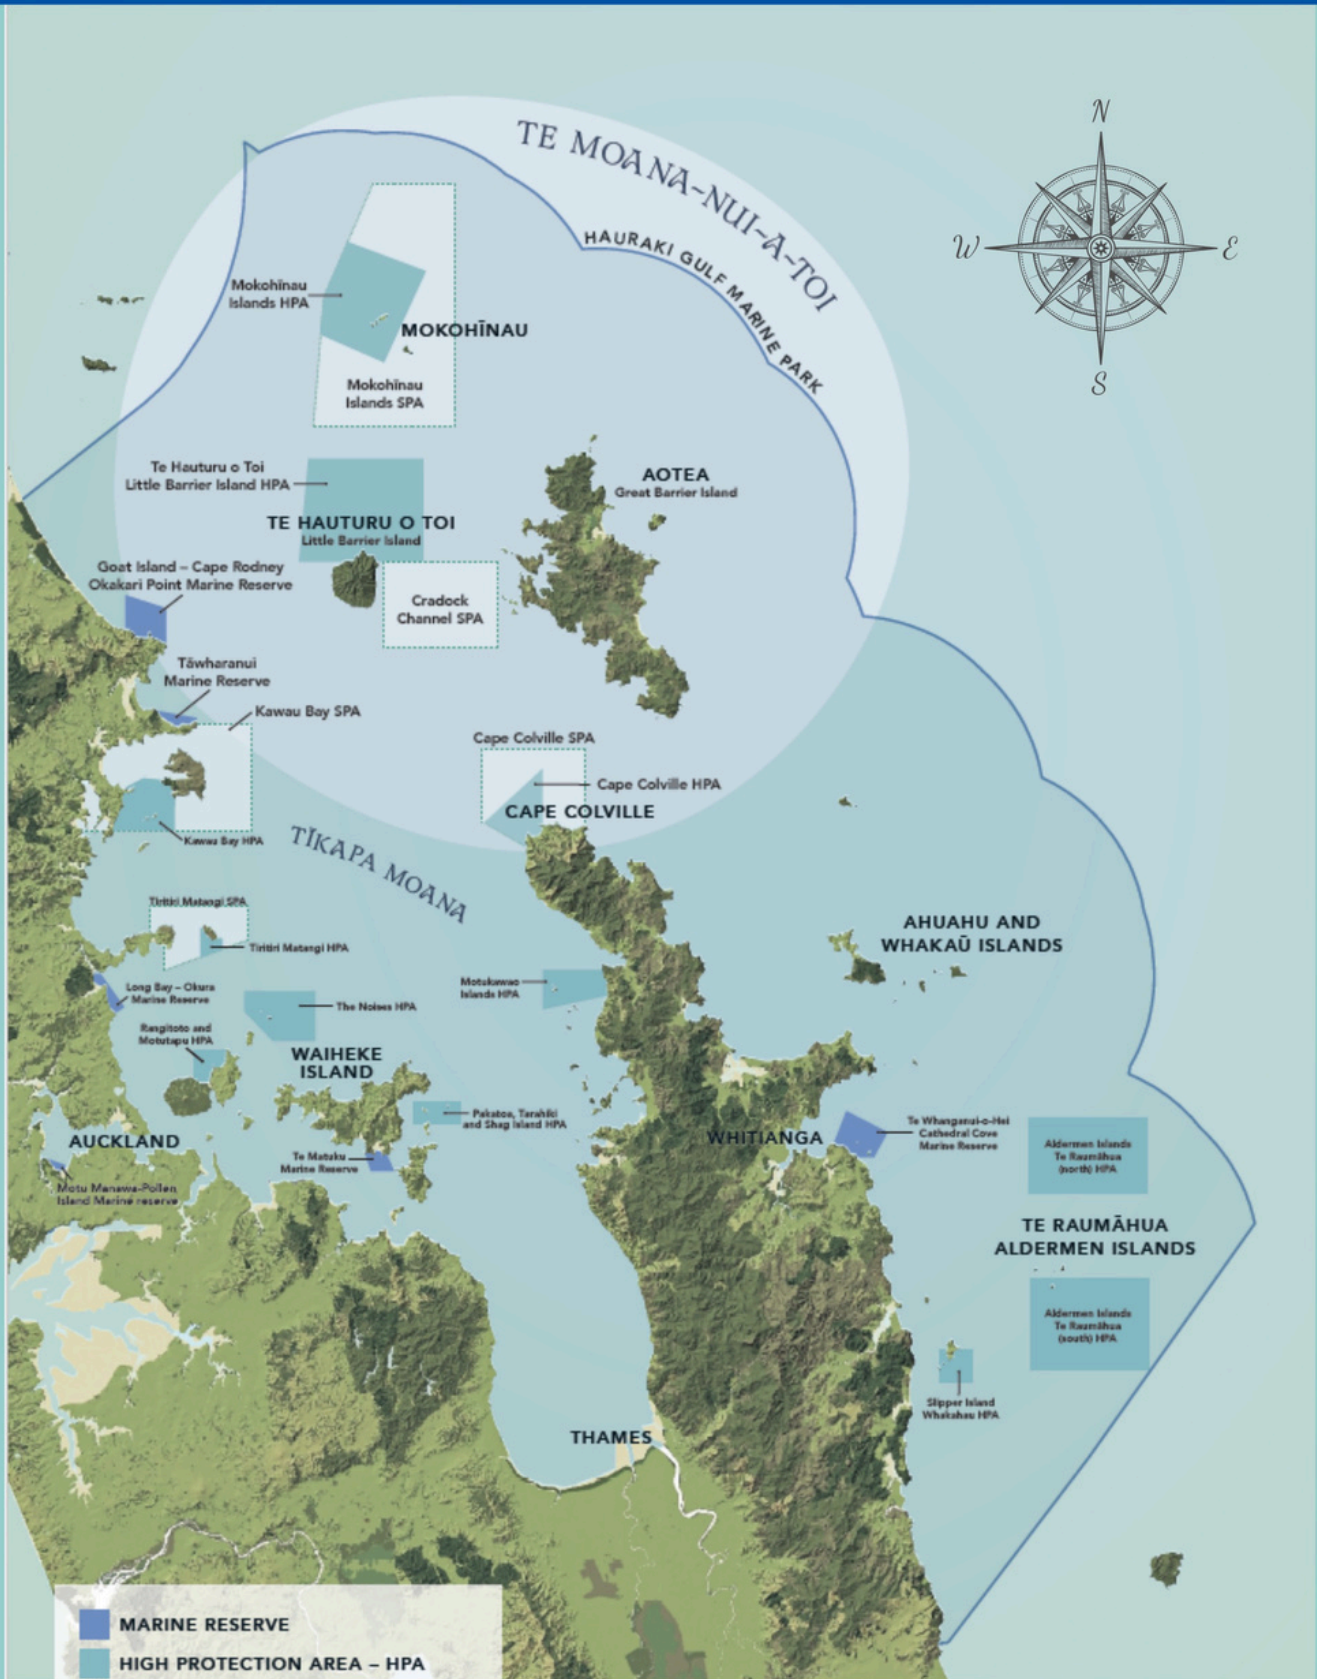 N
W
E
S
TE MOANA-NUI-A-TOI
HAURAKI GULF MARINE PARK
Mokohīnau
Islands HPA
MOKOHĪNAU
Mokohīnau
Islands SPA
Te Hauturu o Toi
Little Barrier Island HPA
AOTEA
Great Barrier Island
TE HAUTURU O TOI
Little Barrier Island
Goat Island – Cape Rodney
Okakari Point Marine Reserve
Cradock
Channel SPA
Tāwharanui
Marine Reserve
Kawau Bay SPA
Cape Colville SPA
Cape Colville HPA
CAPE COLVILLE
Kawau Bay HPA
TĪKAPA MOANA
Tiritiri Matangi SPA
Tiritiri Matangi HPA
AHUAHU AND
WHAKAŪ ISLANDS
Long Bay – Okura
Marine Reserve
Motukawao
Islands HPA
The Noises HPA
Rangitoto and
Motutapu HPA
WAIHEKE
ISLAND
Pakatoa, Tarahiki
and Shag Island HPA
AUCKLAND
Te Matuku
Marine Reserve
Motu Manawa-Pollen
Island Marine reserve
WHITIANGA
Te Whanganui-o-Hei
Cathedral Cove
Marine Reserve
Aldermen Islands
Te Raumāhua
(north) HPA
TE RAUMĀHUA
ALDERMEN ISLANDS
Aldermen Islands
Te Raumāhua
(south) HPA
Slipper Island
Whakahau HPA
THAMES
MARINE RESERVE
HIGH PROTECTION AREA – HPA